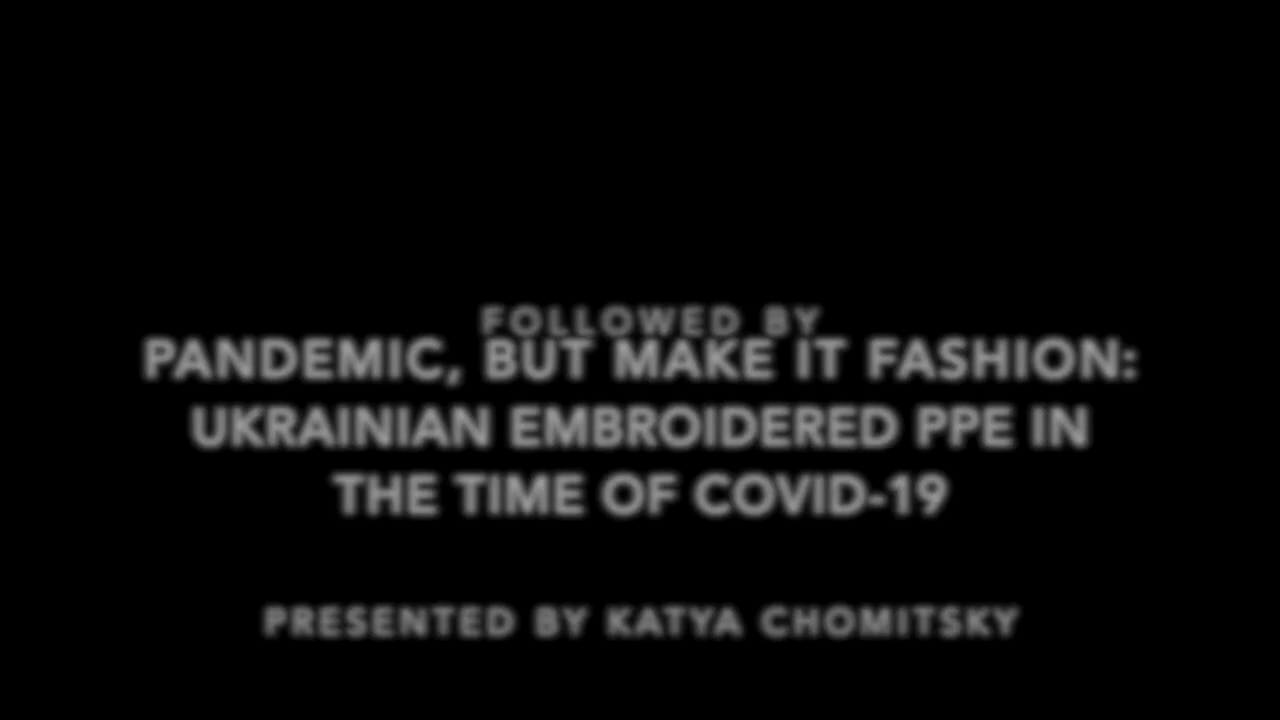 FOLLOWED BY
PANDEMIC, BUT MAKE IT FASHION:
UKRAINIAN EMBROIDERED PPE IN
THE TIME OF COVID-19
PRESENTED BY KATYA CHOMITSKY